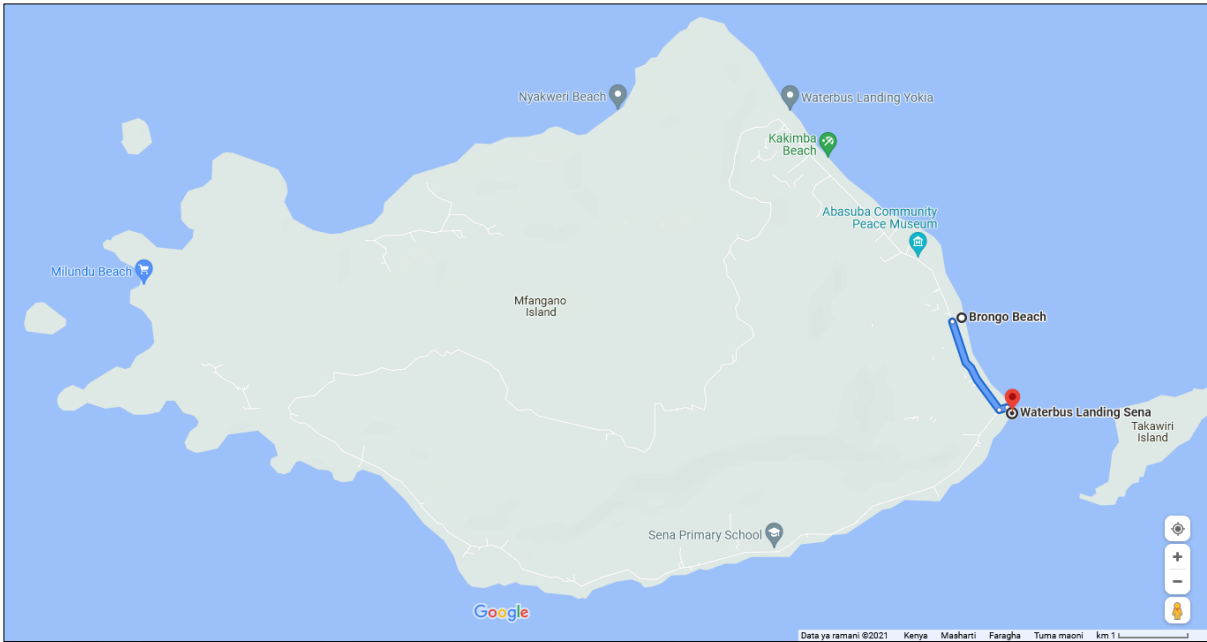 Nyakweri Beach
Waterbus Landing Yokia
Kakimba
Beach
Abasuba Community
Peace Museum
Milundu Beach
Mfangano
Island
Brongo Beach
Waterbus Landing Sena
Takawiri
Island
Sena Primary School
Google
Data ya ramani ©2021 Kenya Masharti Faragha Tuma maoni km 1